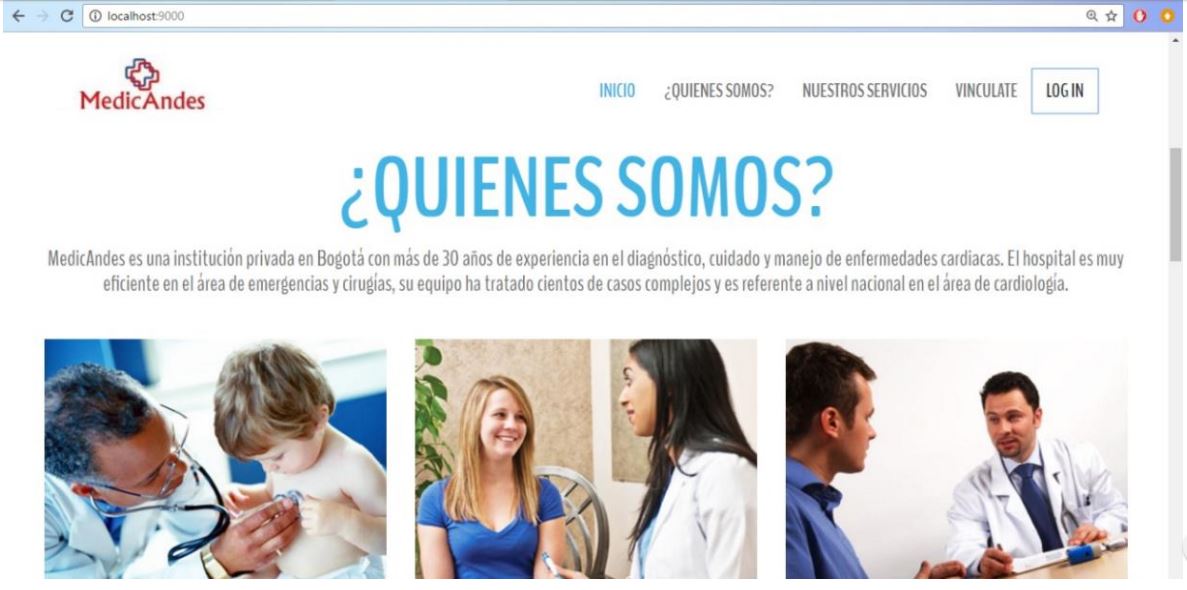 localhost:9000
MedicAndes
INICIO ¿QUIENES SOMOS? NUESTROS SERVICIOS VINCULATE LOG IN
¿QUIENES SOMOS?
MedicAndes es una institución privada en Bogotá con más de 30 años de experiencia en el diagnóstico, cuidado y manejo de enfermedades cardiacas. El hospital es muy
eficiente en el área de emergencias y cirugías, su equipo ha tratado cientos de casos complejos y es referente a nivel nacional en el área de cardiología.